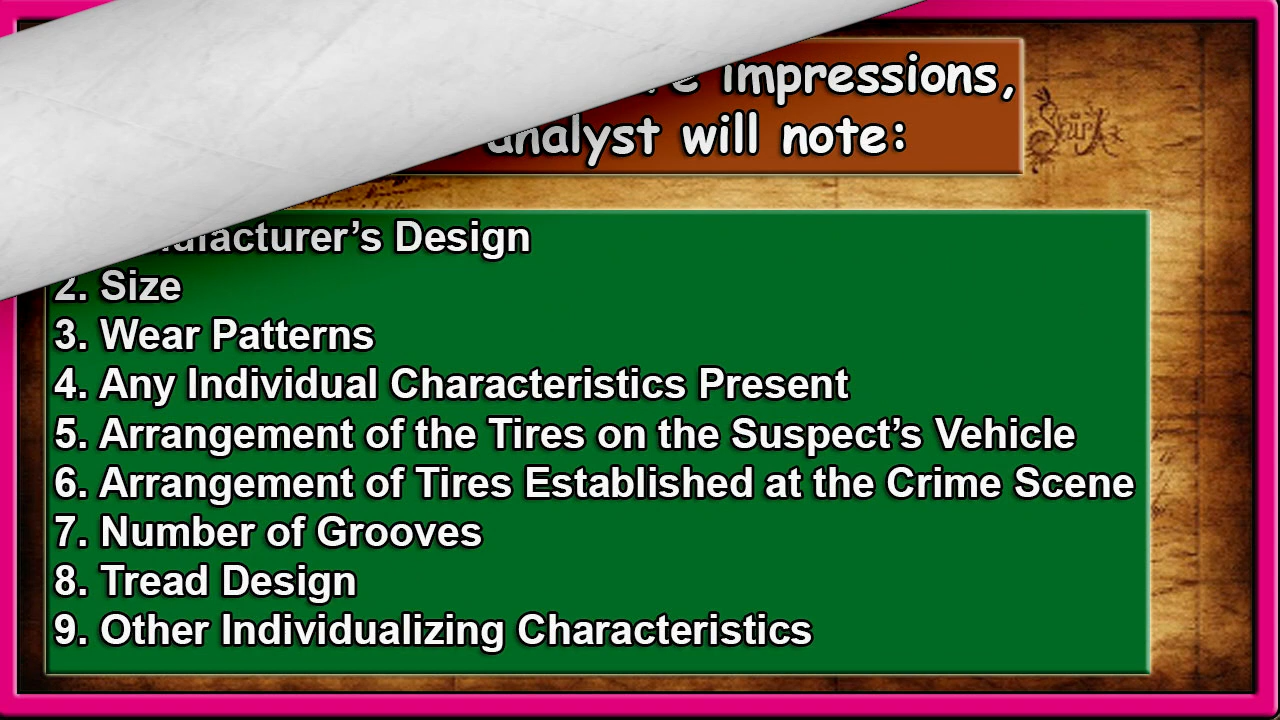 impressions,
analyst will note:
Manufacturer’s Design
2. Size
3. Wear Patterns
4. Any Individual Characteristics Present
5. Arrangement of the Tires on the Suspect’s Vehicle
6. Arrangement of Tires Established at the Crime Scene
7. Number of Grooves
8. Tread Design
9. Other Individualizing Characteristics